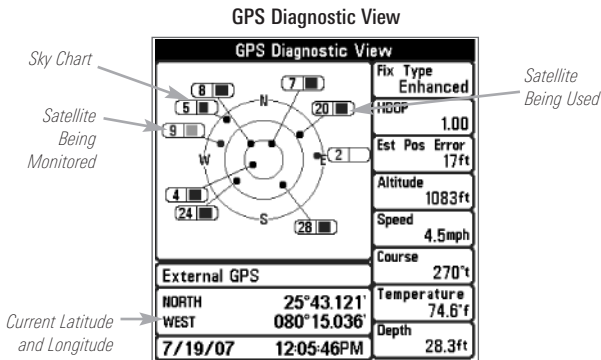 GPS Diagnostic View
GPS Diagnostic View
Sky Chart
Satellite
Being
Monitored
Satellite
Being Used
8
7
5
20
9
2
4
24
28
N
W
E
S
Fix Type
Enhanced
HDOP
1.00
Est Pos Error
17ft
Altitude
1083ft
Speed
4.5mph
Course
270°t
Temperature
74.6°f
Depth
28.3ft
External GPS
NORTH 25°43.121'
WEST 080°15.036'
7/19/07 12:05:46PM
Current Latitude
and Longitude